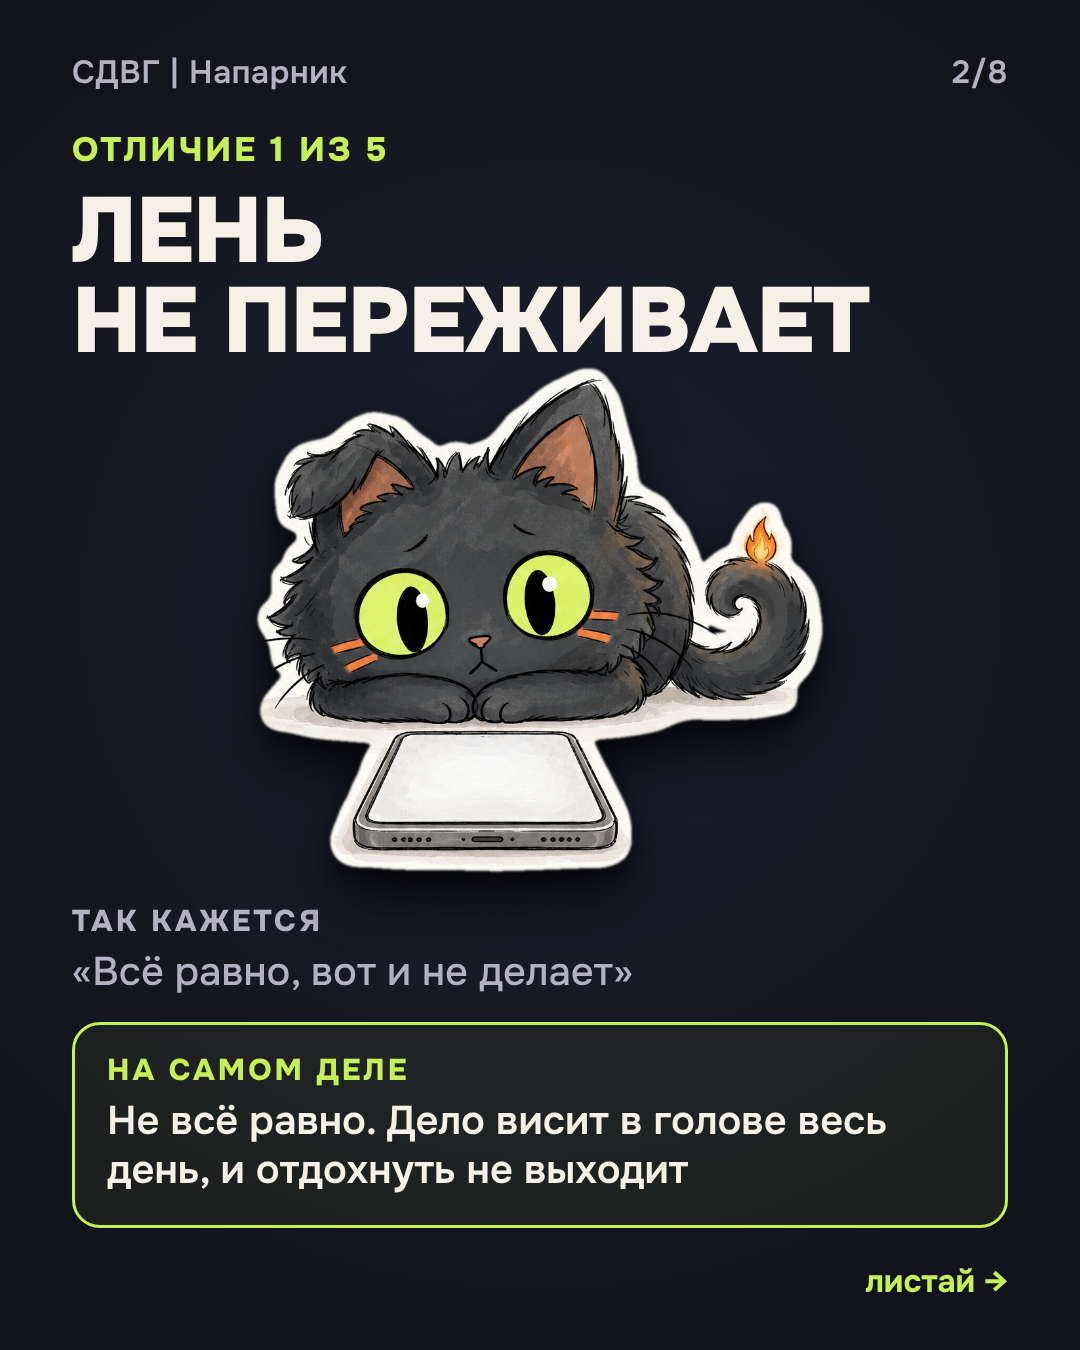 СДВГ | Напарник
2/8
ОТЛИЧИЕ 1 ИЗ 5
ЛЕНЬ
НЕ ПЕРЕЖИВАЕТ
ТАК КАЖЕТСЯ
«Всё равно, вот и не делает»
НА САМОМ ДЕЛЕ
Не всё равно. Дело висит в голове весь
день, и отдохнуть не выходит
листай →